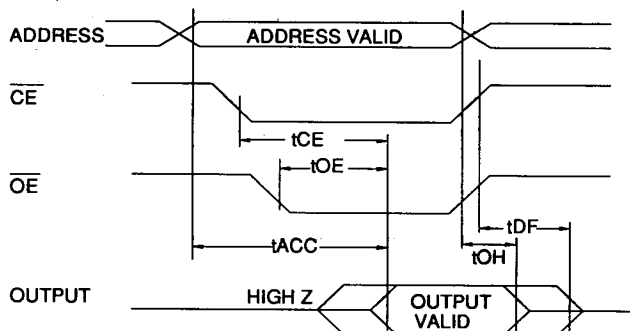 ADDRESS
ADDRESS VALID
CE
tCE
OE
tOE
tDF
tACC
tOH
OUTPUT
HIGH Z
OUTPUT
VALID